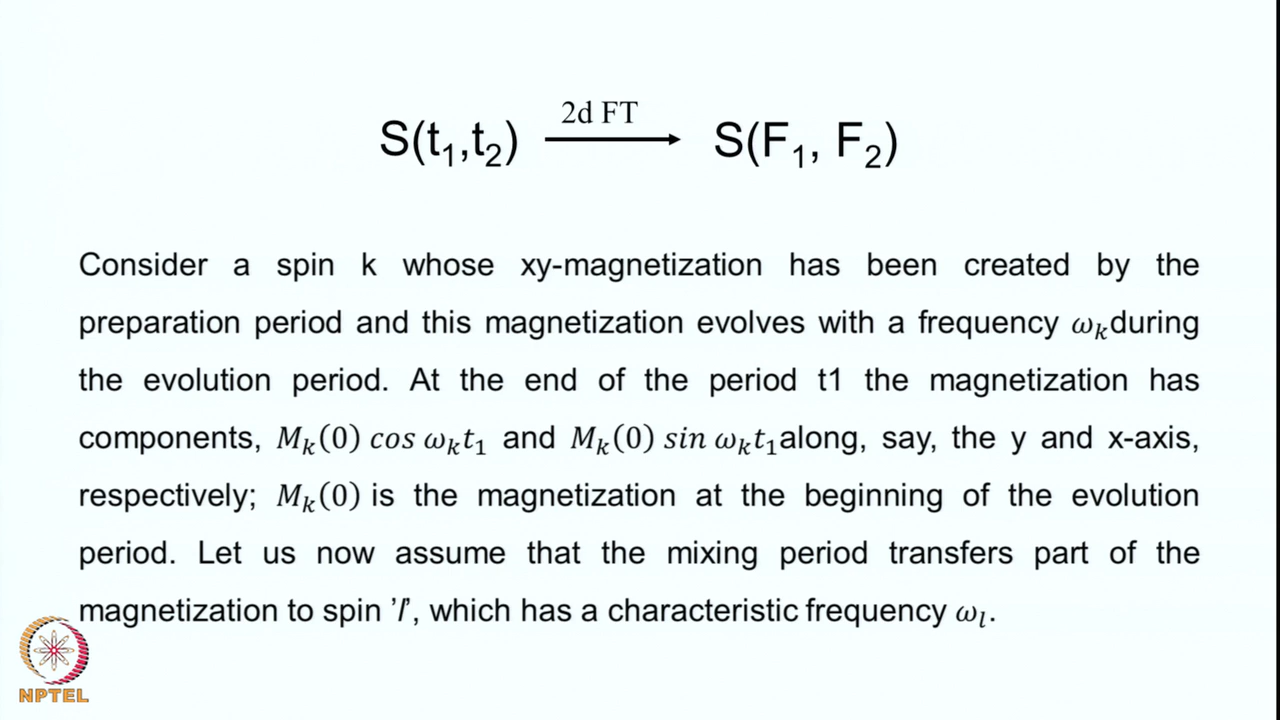 2d FT
S(t₁,t₂) → S(F₁, F₂)
Consider a spin k whose xy-magnetization has been created by the
preparation period and this magnetization evolves with a frequency ωₖduring
the evolution period. At the end of the period t1 the magnetization has
components, Mₖ(0) cos ωₖt₁ and Mₖ(0) sin ωₖt₁along, say, the y and x-axis,
respectively; Mₖ(0) is the magnetization at the beginning of the evolution
period. Let us now assume that the mixing period transfers part of the
magnetization to spin ’l’, which has a characteristic frequency ωₗ.
NPTEL